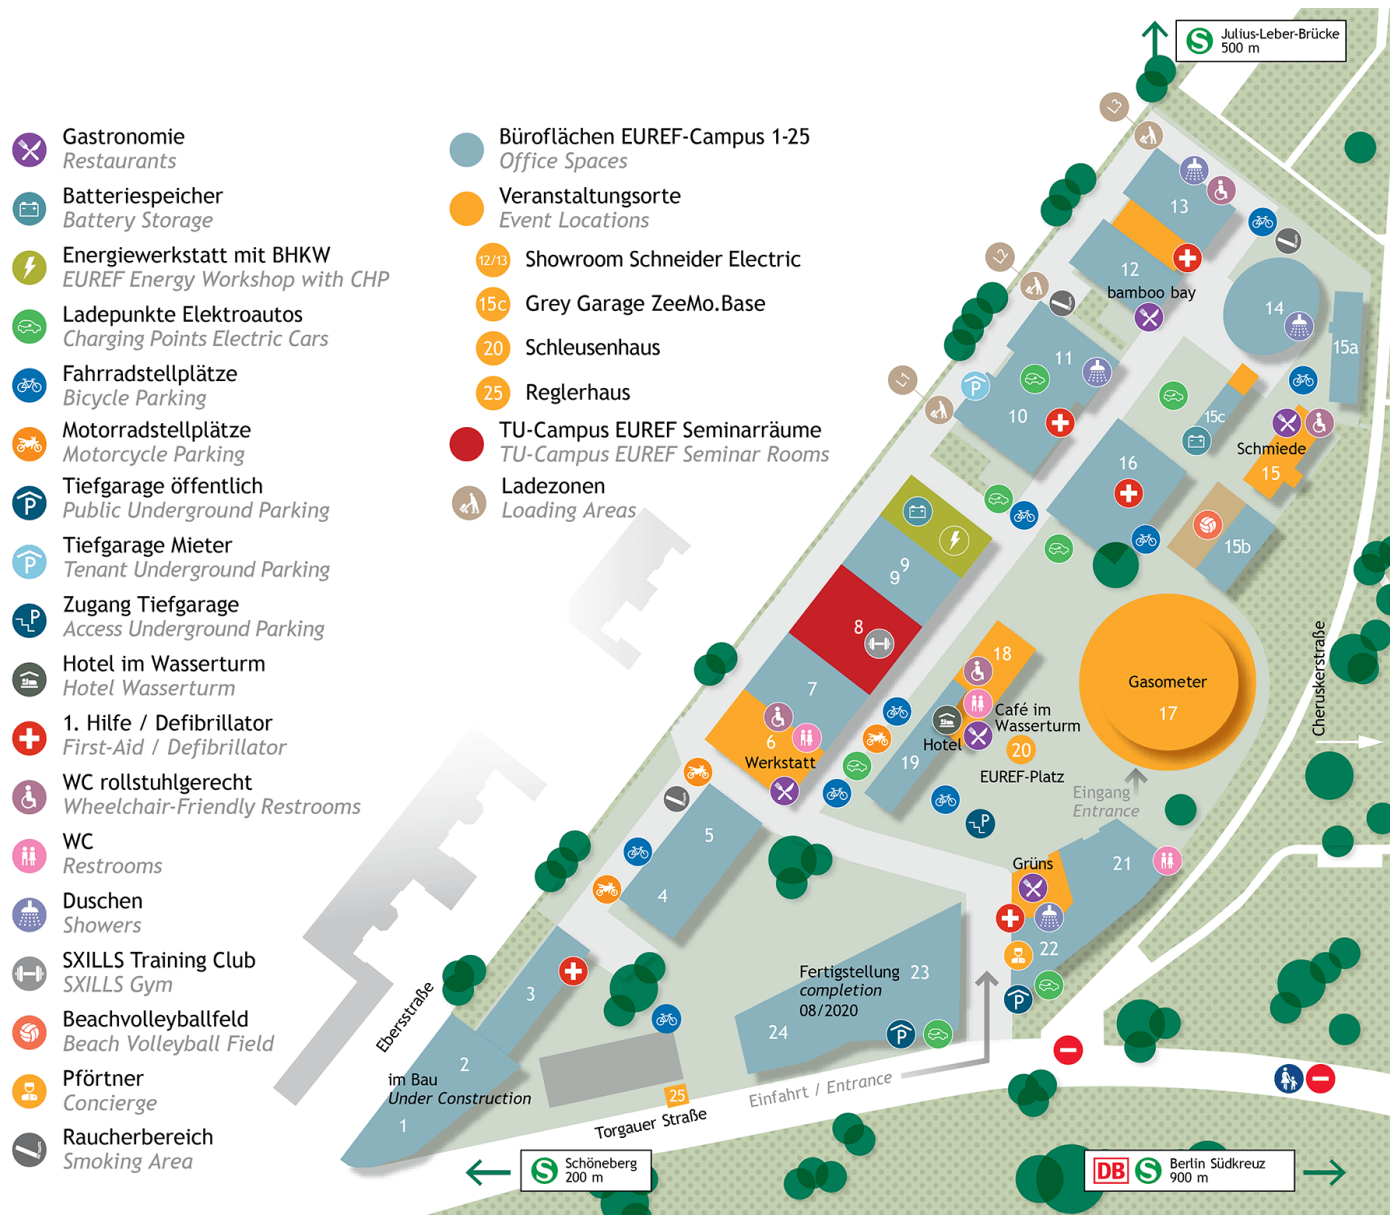 Julius-Leber-Brücke
500 m
Gastronomie
Restaurants
Batteriespeicher
Battery Storage
Energiewerkstatt mit BHKW
EUREF Energy Workshop with CHP
Ladepunkte Elektroautos
Charging Points Electric Cars
Fahrradstellplätze
Bicycle Parking
Motorradstellplätze
Motorcycle Parking
Tiefgarage öffentlich
Public Underground Parking
Tiefgarage Mieter
Tenant Underground Parking
Zugang Tiefgarage
Access Underground Parking
Hotel im Wasserturm
Hotel Wasserturm
1. Hilfe / Defibrillator
First-Aid / Defibrillator
WC rollstuhlgerecht
Wheelchair-Friendly Restrooms
WC
Restrooms
Duschen
Showers
SXILLS Training Club
SXILLS Gym
Beachvolleyballfeld
Beach Volleyball Field
Pförtner
Concierge
Raucherbereich
Smoking Area
Büroflächen EUREF-Campus 1-25
Office Spaces
Veranstaltungsorte
Event Locations
12/13 Showroom Schneider Electric
15c Grey Garage ZeeMo.Base
20 Schleusenhaus
25 Reglerhaus
TU-Campus EUREF Seminarräume
TU-Campus EUREF Seminar Rooms
Ladezonen
Loading Areas
L3
13
L2
12
bamboo bay
14
15a
11
L1
10
15c
Schmiede
15
16
15b
9
9
8
18
7
Gasometer
17
Cheruskerstraße
Café im
Wasserturm
6
Werkstatt
Hotel
20
19
EUREF-Platz
Eingang
Entrance
5
4
Grüns
21
22
3
Fertigstellung
completion
08/2020
23
24
Ebersstraße
2
im Bau
Under Construction
1
25
Torgauer Straße
Einfahrt / Entrance
S Schöneberg
200 m
DB S Berlin Südkreuz
900 m